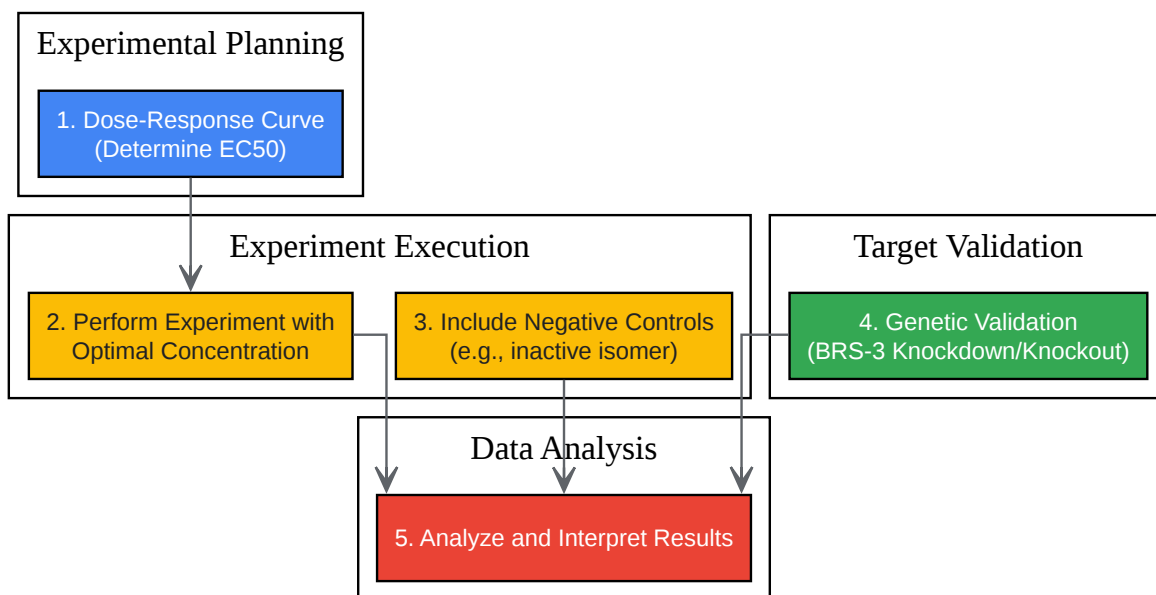 Experimental Planning
1. Dose-Response Curve
(Determine EC50)
Experiment Execution
2. Perform Experiment with
Optimal Concentration
3. Include Negative Controls
(e.g., inactive isomer)
Target Validation
4. Genetic Validation
(BRS-3 Knockdown/Knockout)
Data Analysis
5. Analyze and Interpret Results